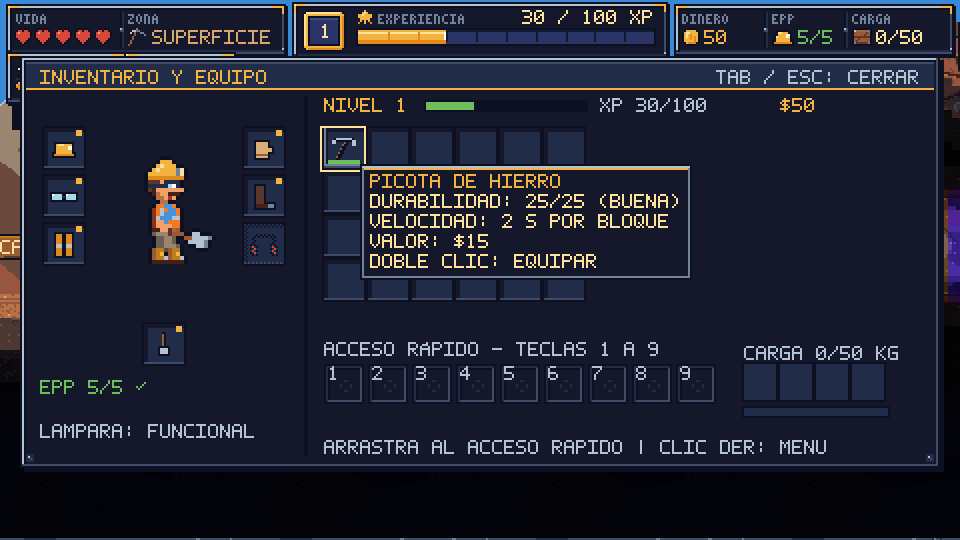 VIDA
ZONA
SUPERFICIE
1
EXPERIENCIA
30 / 100 XP
DINERO
50
EPP
5/5
CARGA
0/50
INVENTARIO Y EQUIPO
TAB / ESC: CERRAR
NIVEL 1
XP 30/100
$50
PICOTA DE HIERRO
DURABILIDAD: 25/25 (BUENA)
VELOCIDAD: 2 S POR BLOQUE
VALOR: $15
DOBLE CLIC: EQUIPAR
CA
ACCESO RÁPIDO - TECLAS 1 A 9
CARGA 0/50 KG
1 2 3 4 5 6 7 8 9
EPP 5/5 ✓
LAMPARA: FUNCIONAL
ARRASTRA AL ACCESO RAPIDO | CLIC DER: MENU